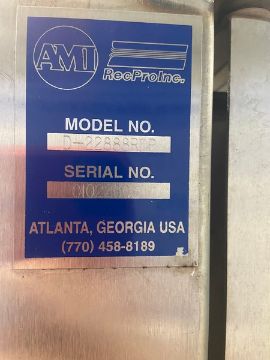 AMI RecProInc.
MODEL NO.
SERIAL NO.
ATLANTA, GEORGIA USA
(770) 458-8189